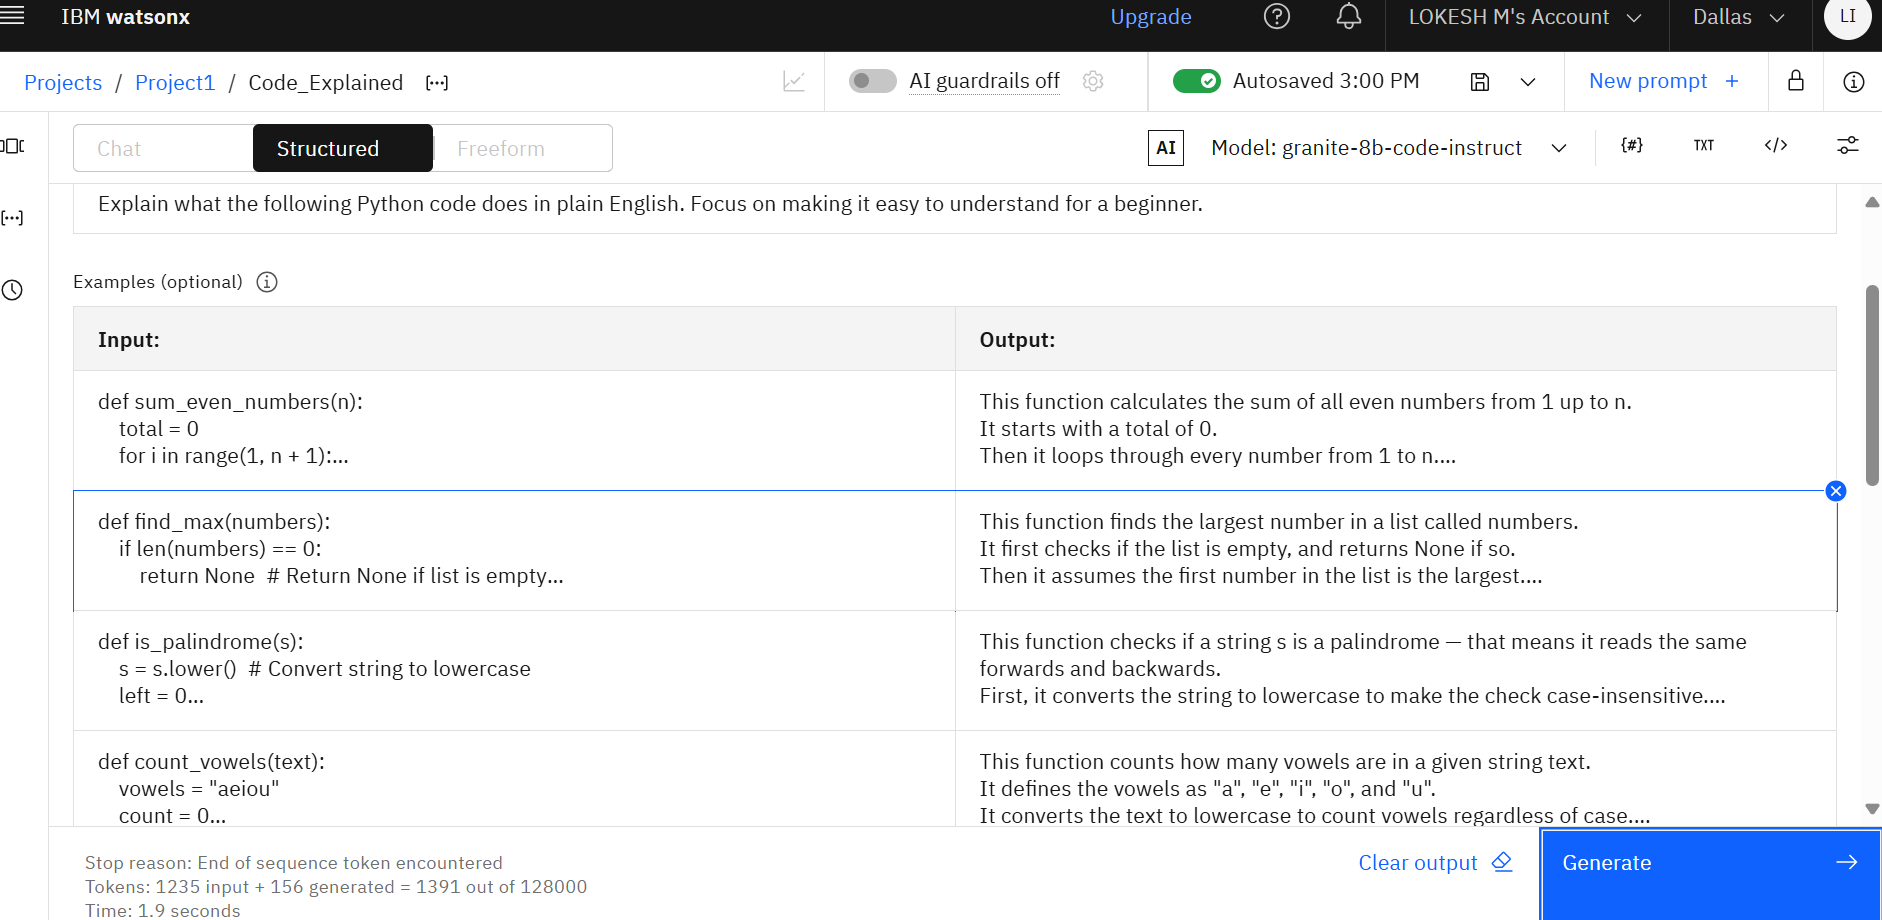 IBM watsonx
Upgrade
LOKESH M's Account
Dallas
LI
Projects / Project1 / Code_Explained
AI guardrails off
Autosaved 3:00 PM
New prompt +
Chat
Structured
Freeform
AI
Model: granite-8b-code-instruct
{#}
TXT
</>
Explain what the following Python code does in plain English. Focus on making it easy to understand for a beginner.
Examples (optional)
Input:
Output:
def sum_even_numbers(n):
total = 0
for i in range(1, n + 1):...
This function calculates the sum of all even numbers from 1 up to n.
It starts with a total of 0.
Then it loops through every number from 1 to n....
def find_max(numbers):
if len(numbers) == 0:
return None # Return None if list is empty...
This function finds the largest number in a list called numbers.
It first checks if the list is empty, and returns None if so.
Then it assumes the first number in the list is the largest....
def is_palindrome(s):
s = s.lower() # Convert string to lowercase
left = 0...
This function checks if a string s is a palindrome — that means it reads the same
forwards and backwards.
First, it converts the string to lowercase to make the check case-insensitive....
def count_vowels(text):
vowels = "aeiou"
count = 0...
This function counts how many vowels are in a given string text.
It defines the vowels as "a", "e", "i", "o", and "u".
It converts the text to lowercase to count vowels regardless of case....
Stop reason: End of sequence token encountered
Tokens: 1235 input + 156 generated = 1391 out of 128000
Time: 1.9 seconds
Clear output
Generate